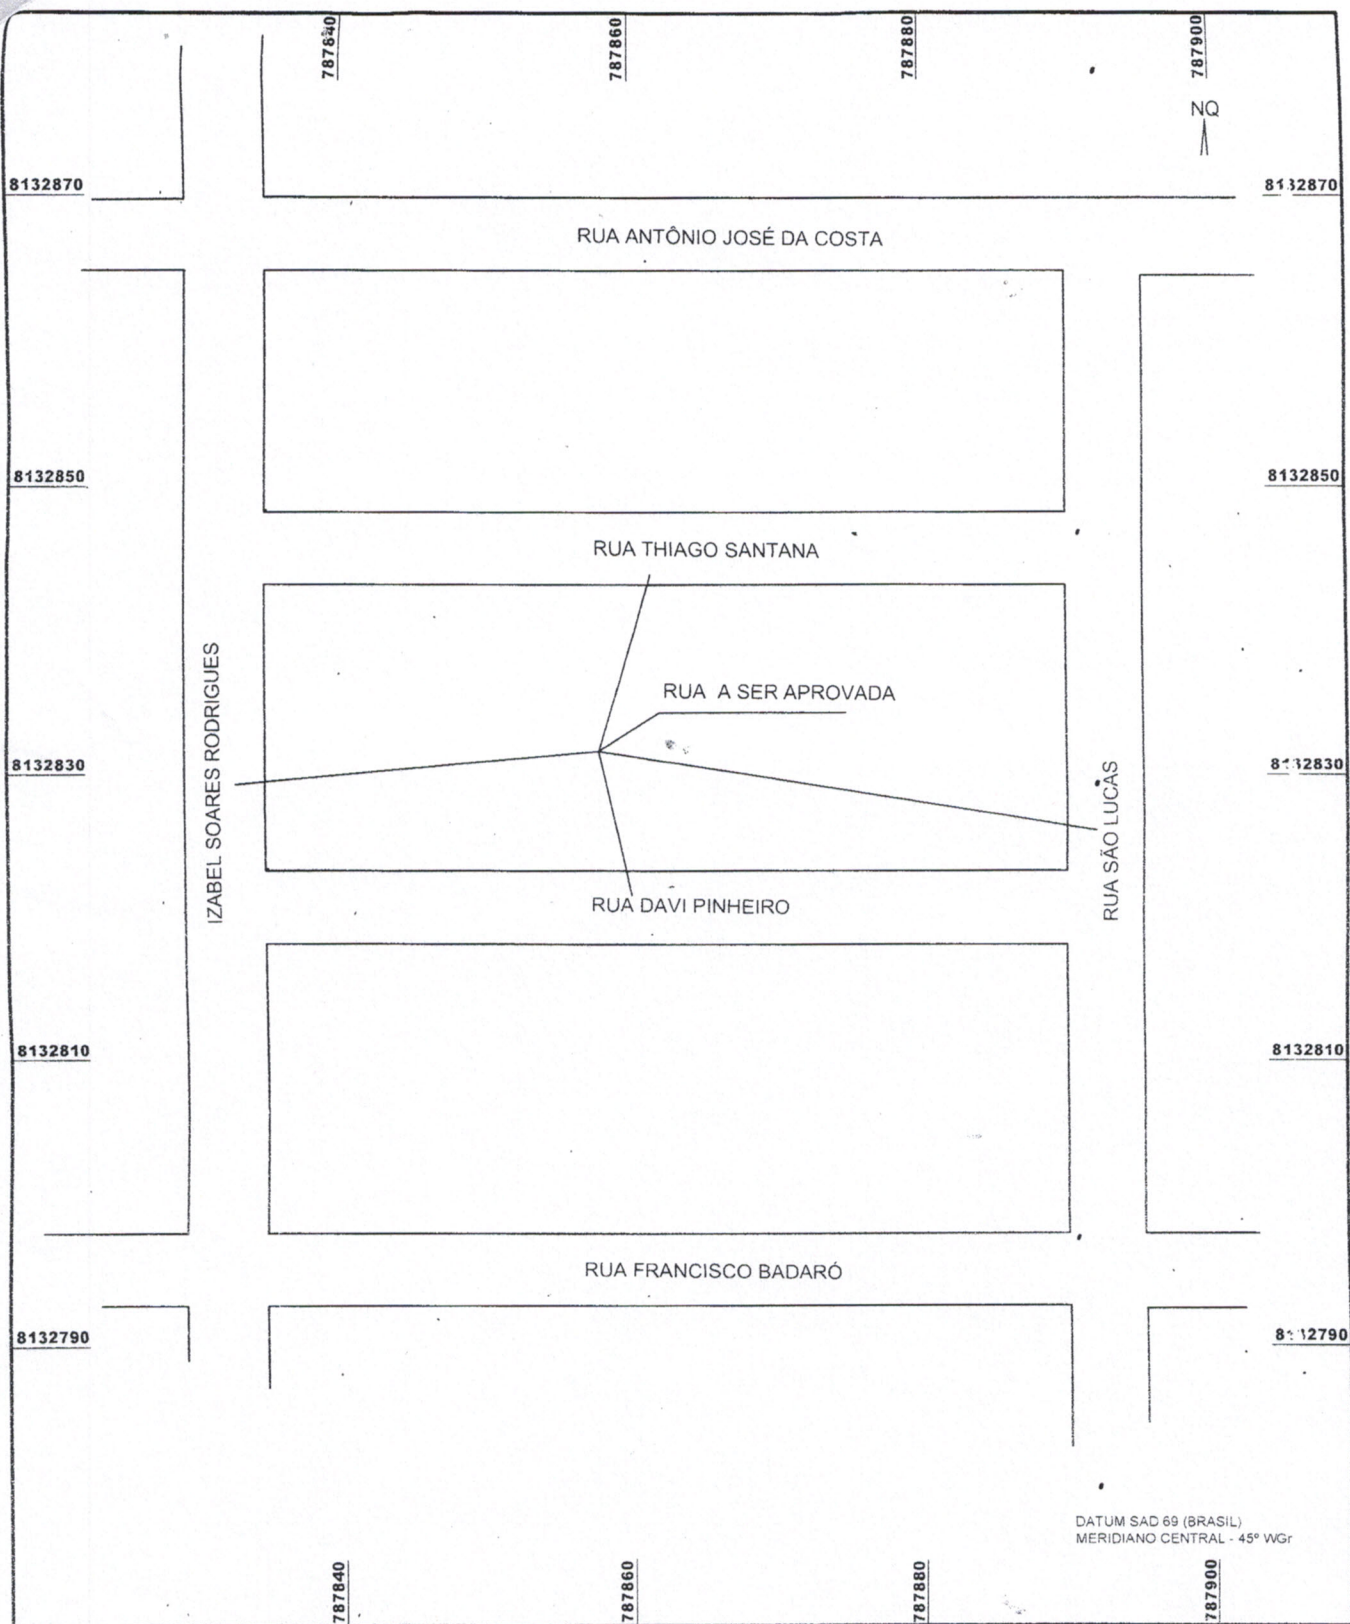 787840
787860
787880
787900
NQ
8132870
8132870
RUA ANTÔNIO JOSÉ DA COSTA
8132850
8132850
RUA THIAGO SANTANA
IZABEL SOARES RODRIGUES
RUA A SER APROVADA
8132830
8132830
RUA SÃO LUCAS
RUA DAVI PINHEIRO
8132810
8132810
RUA FRANCISCO BADARÓ
8132790
8132790
DATUM SAD 69 (BRASIL)
MERIDIANO CENTRAL - 45º WGr
787840
787860
787880
787900